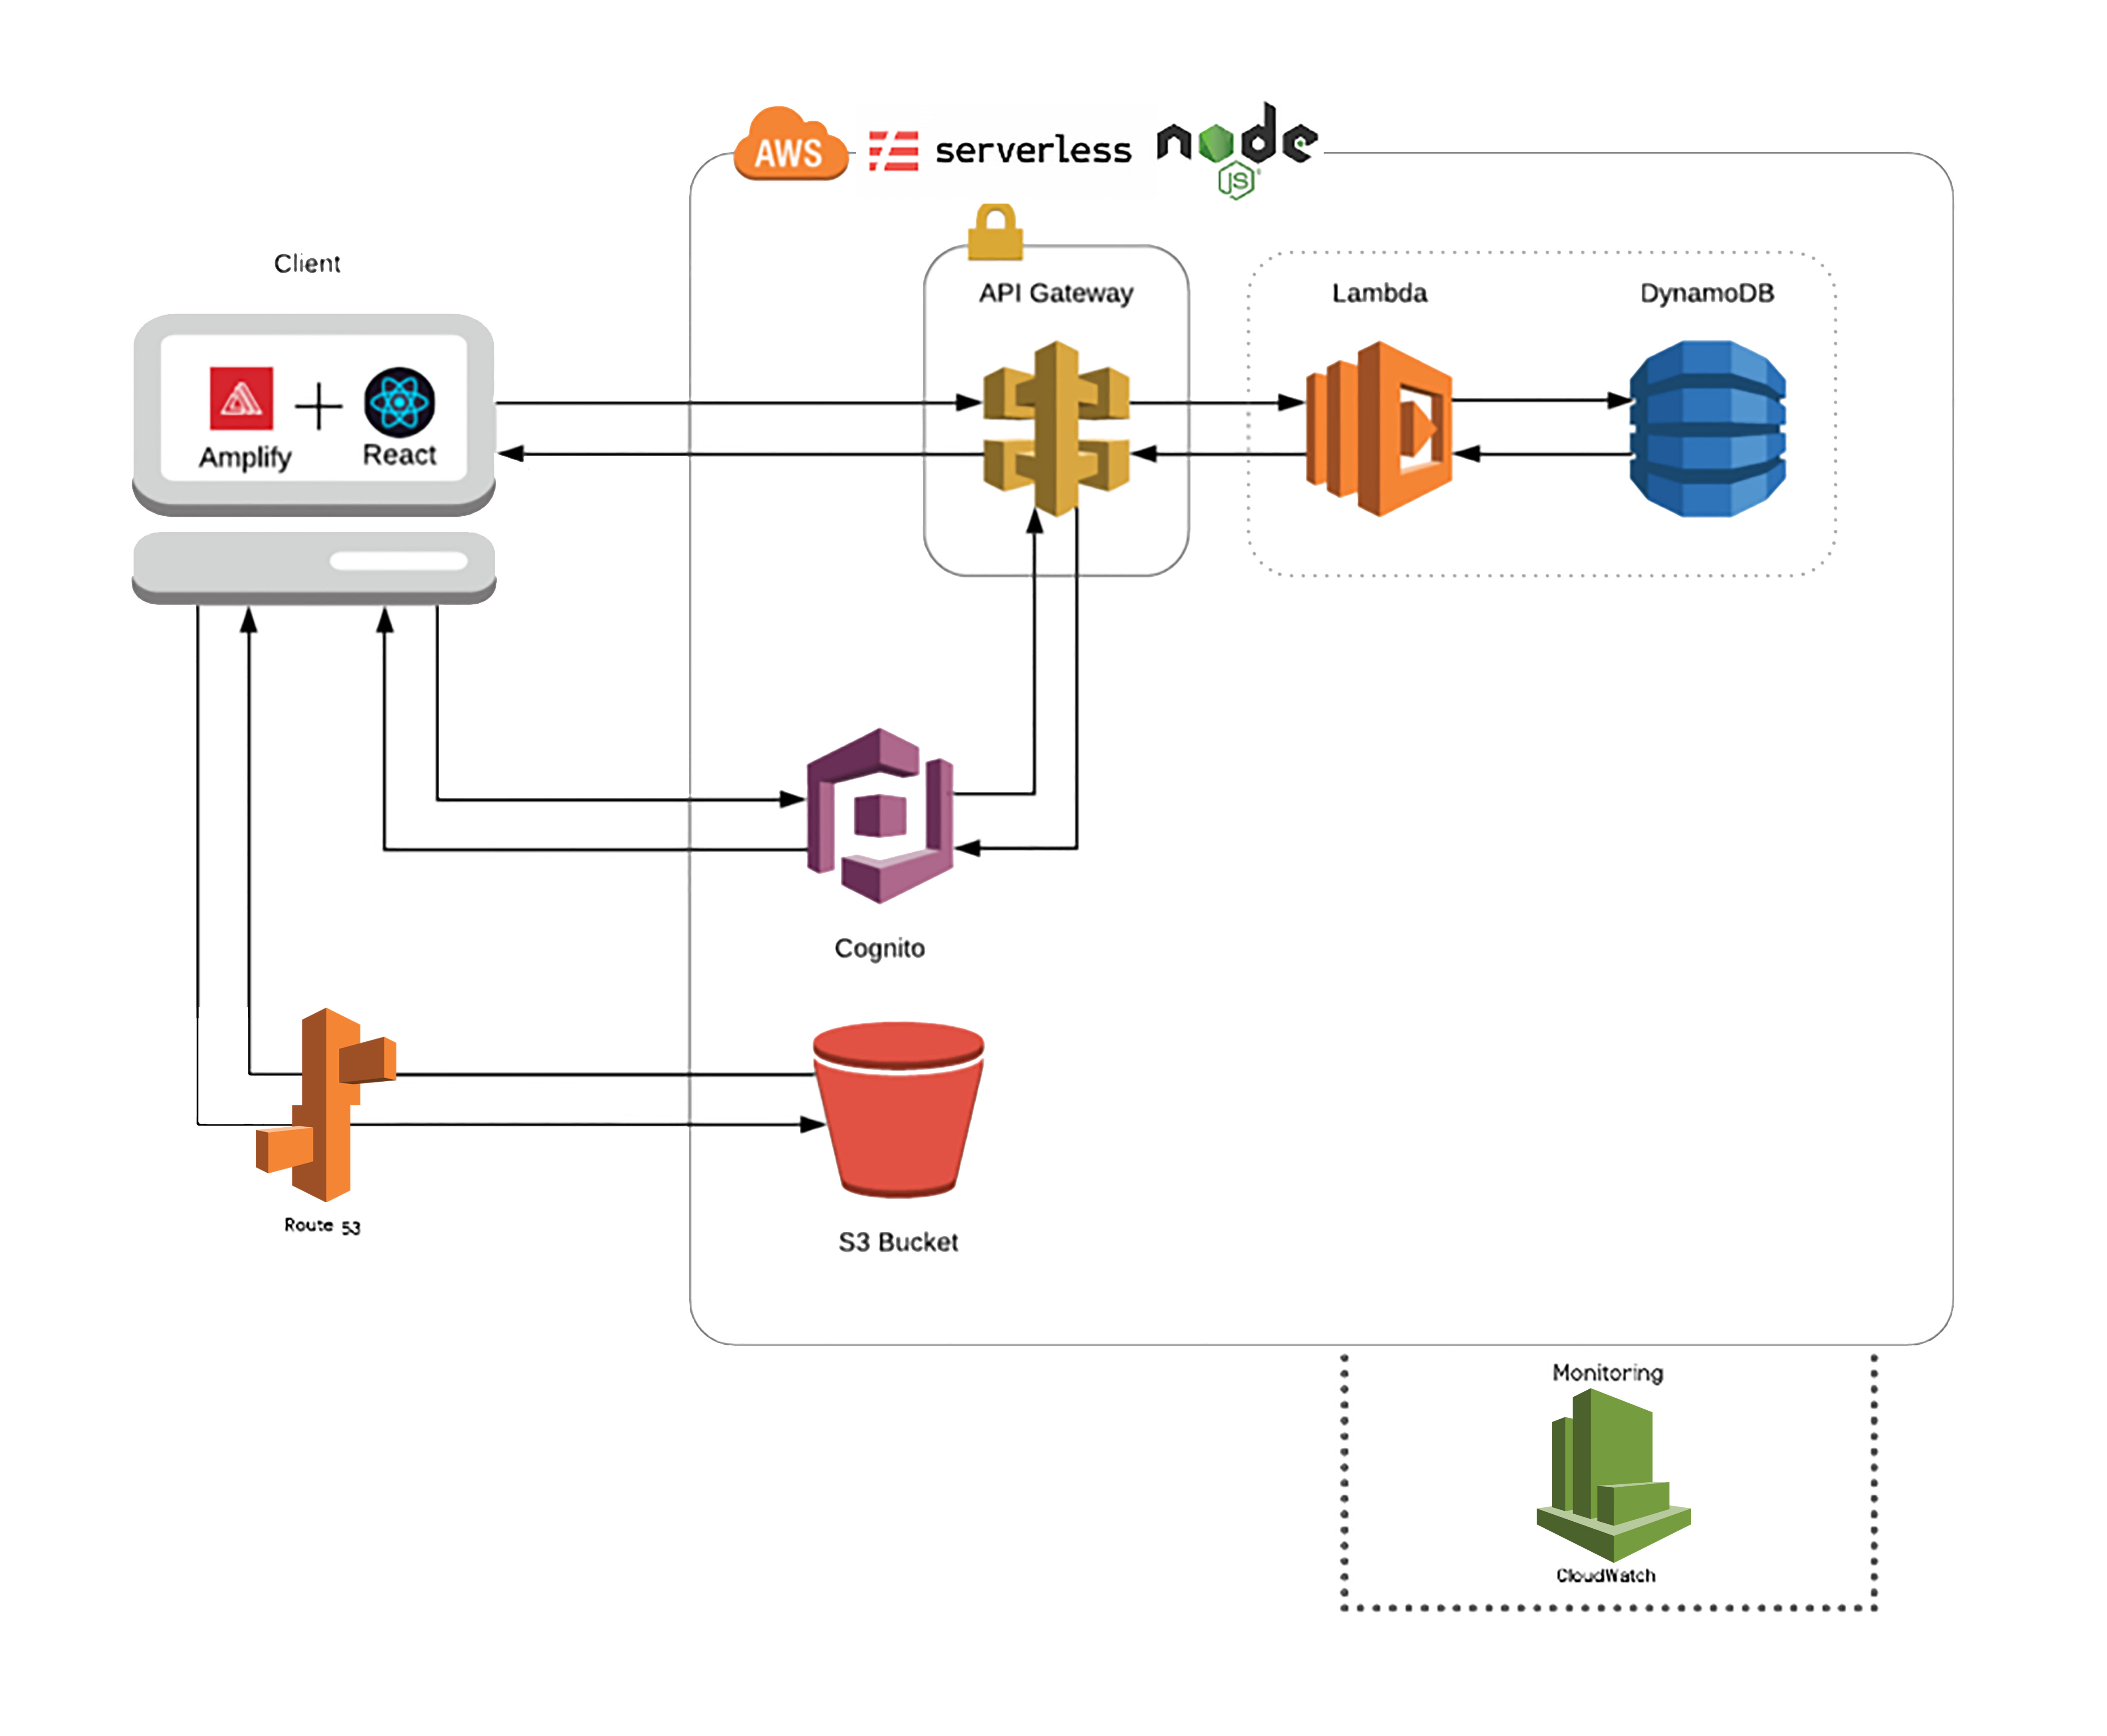 AWS
serverless
node
JS
Client
API Gateway
Lambda
DynamoDB
Amplify
React
Cognito
Route 53
S3 Bucket
Monitoring
CloudWatch